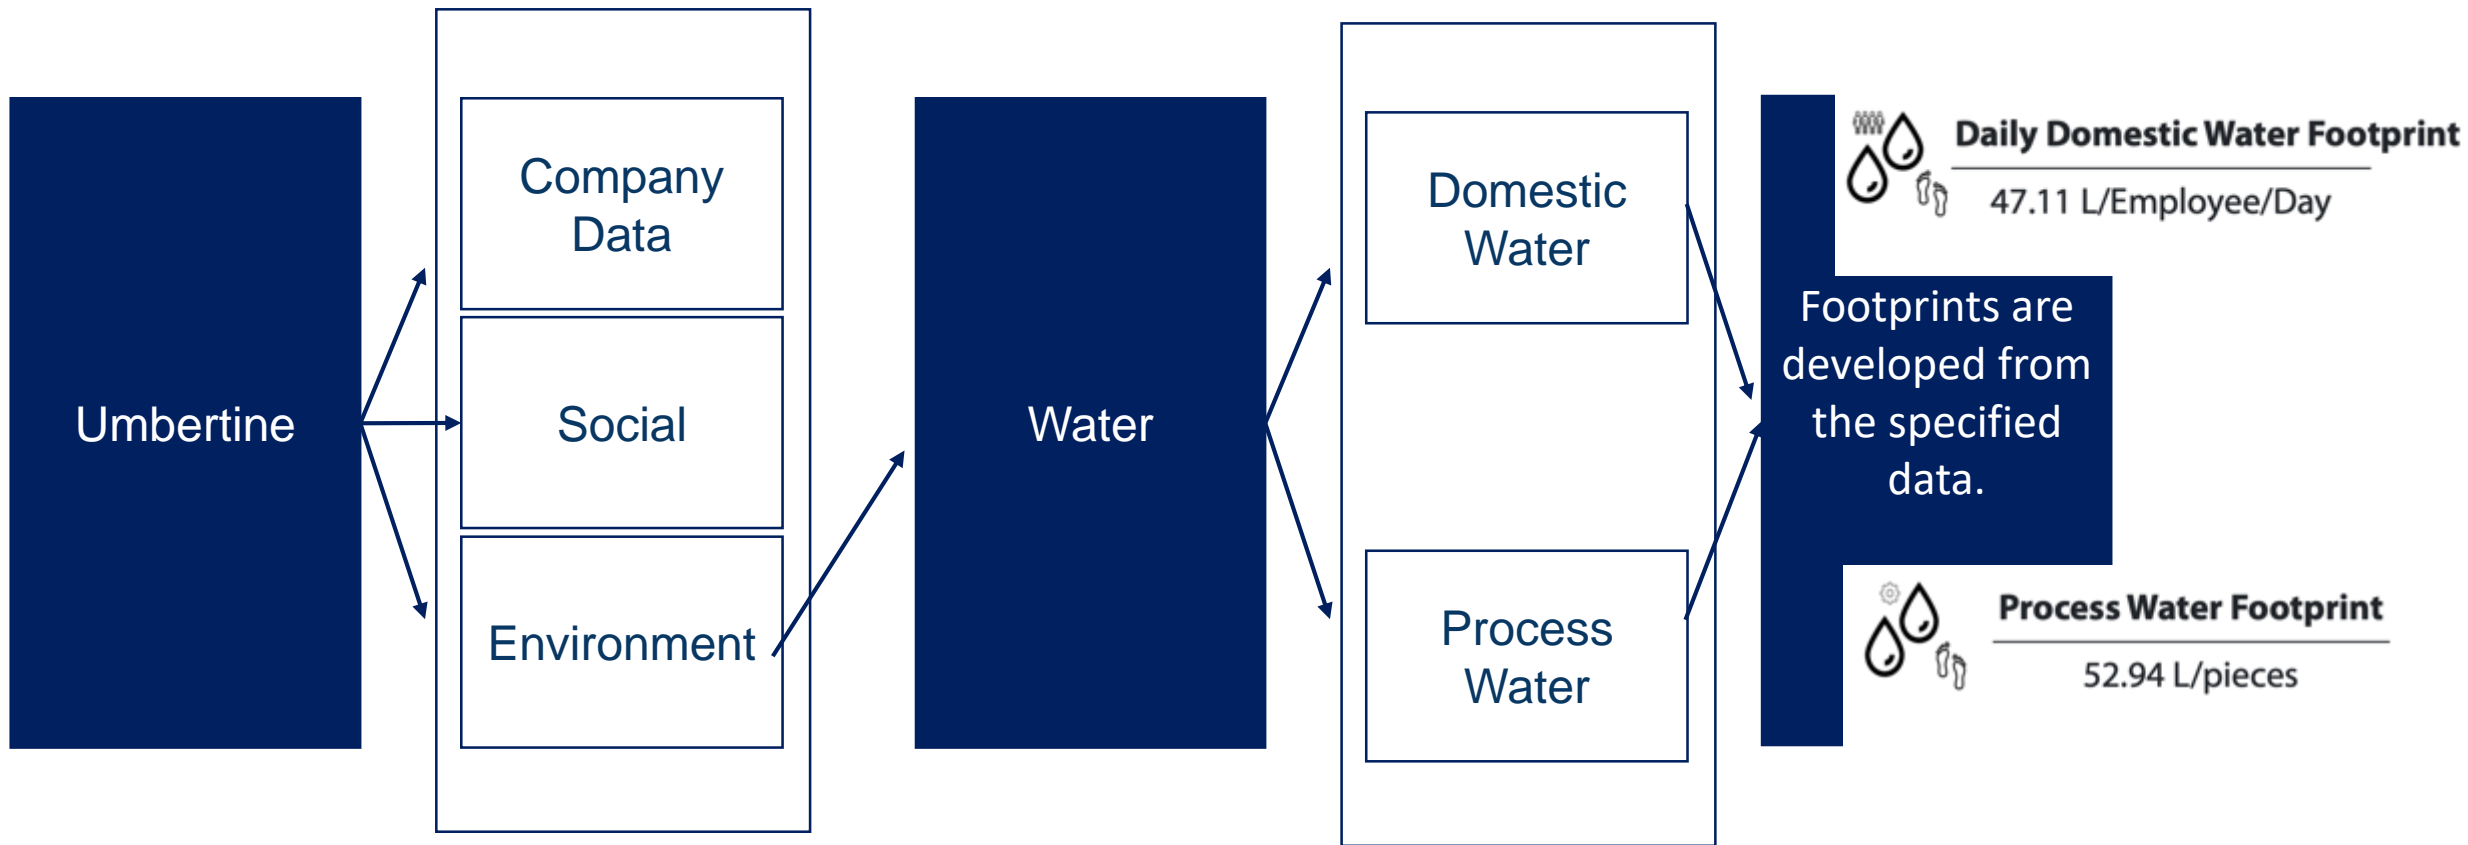 Umbertine
Company
Data
Social
Environment
Water
Domestic
Water
Process
Water
Daily Domestic Water Footprint
47.11 L/Employee/Day
Footprints are
developed from
the specified
data.
Process Water Footprint
52.94 L/pieces